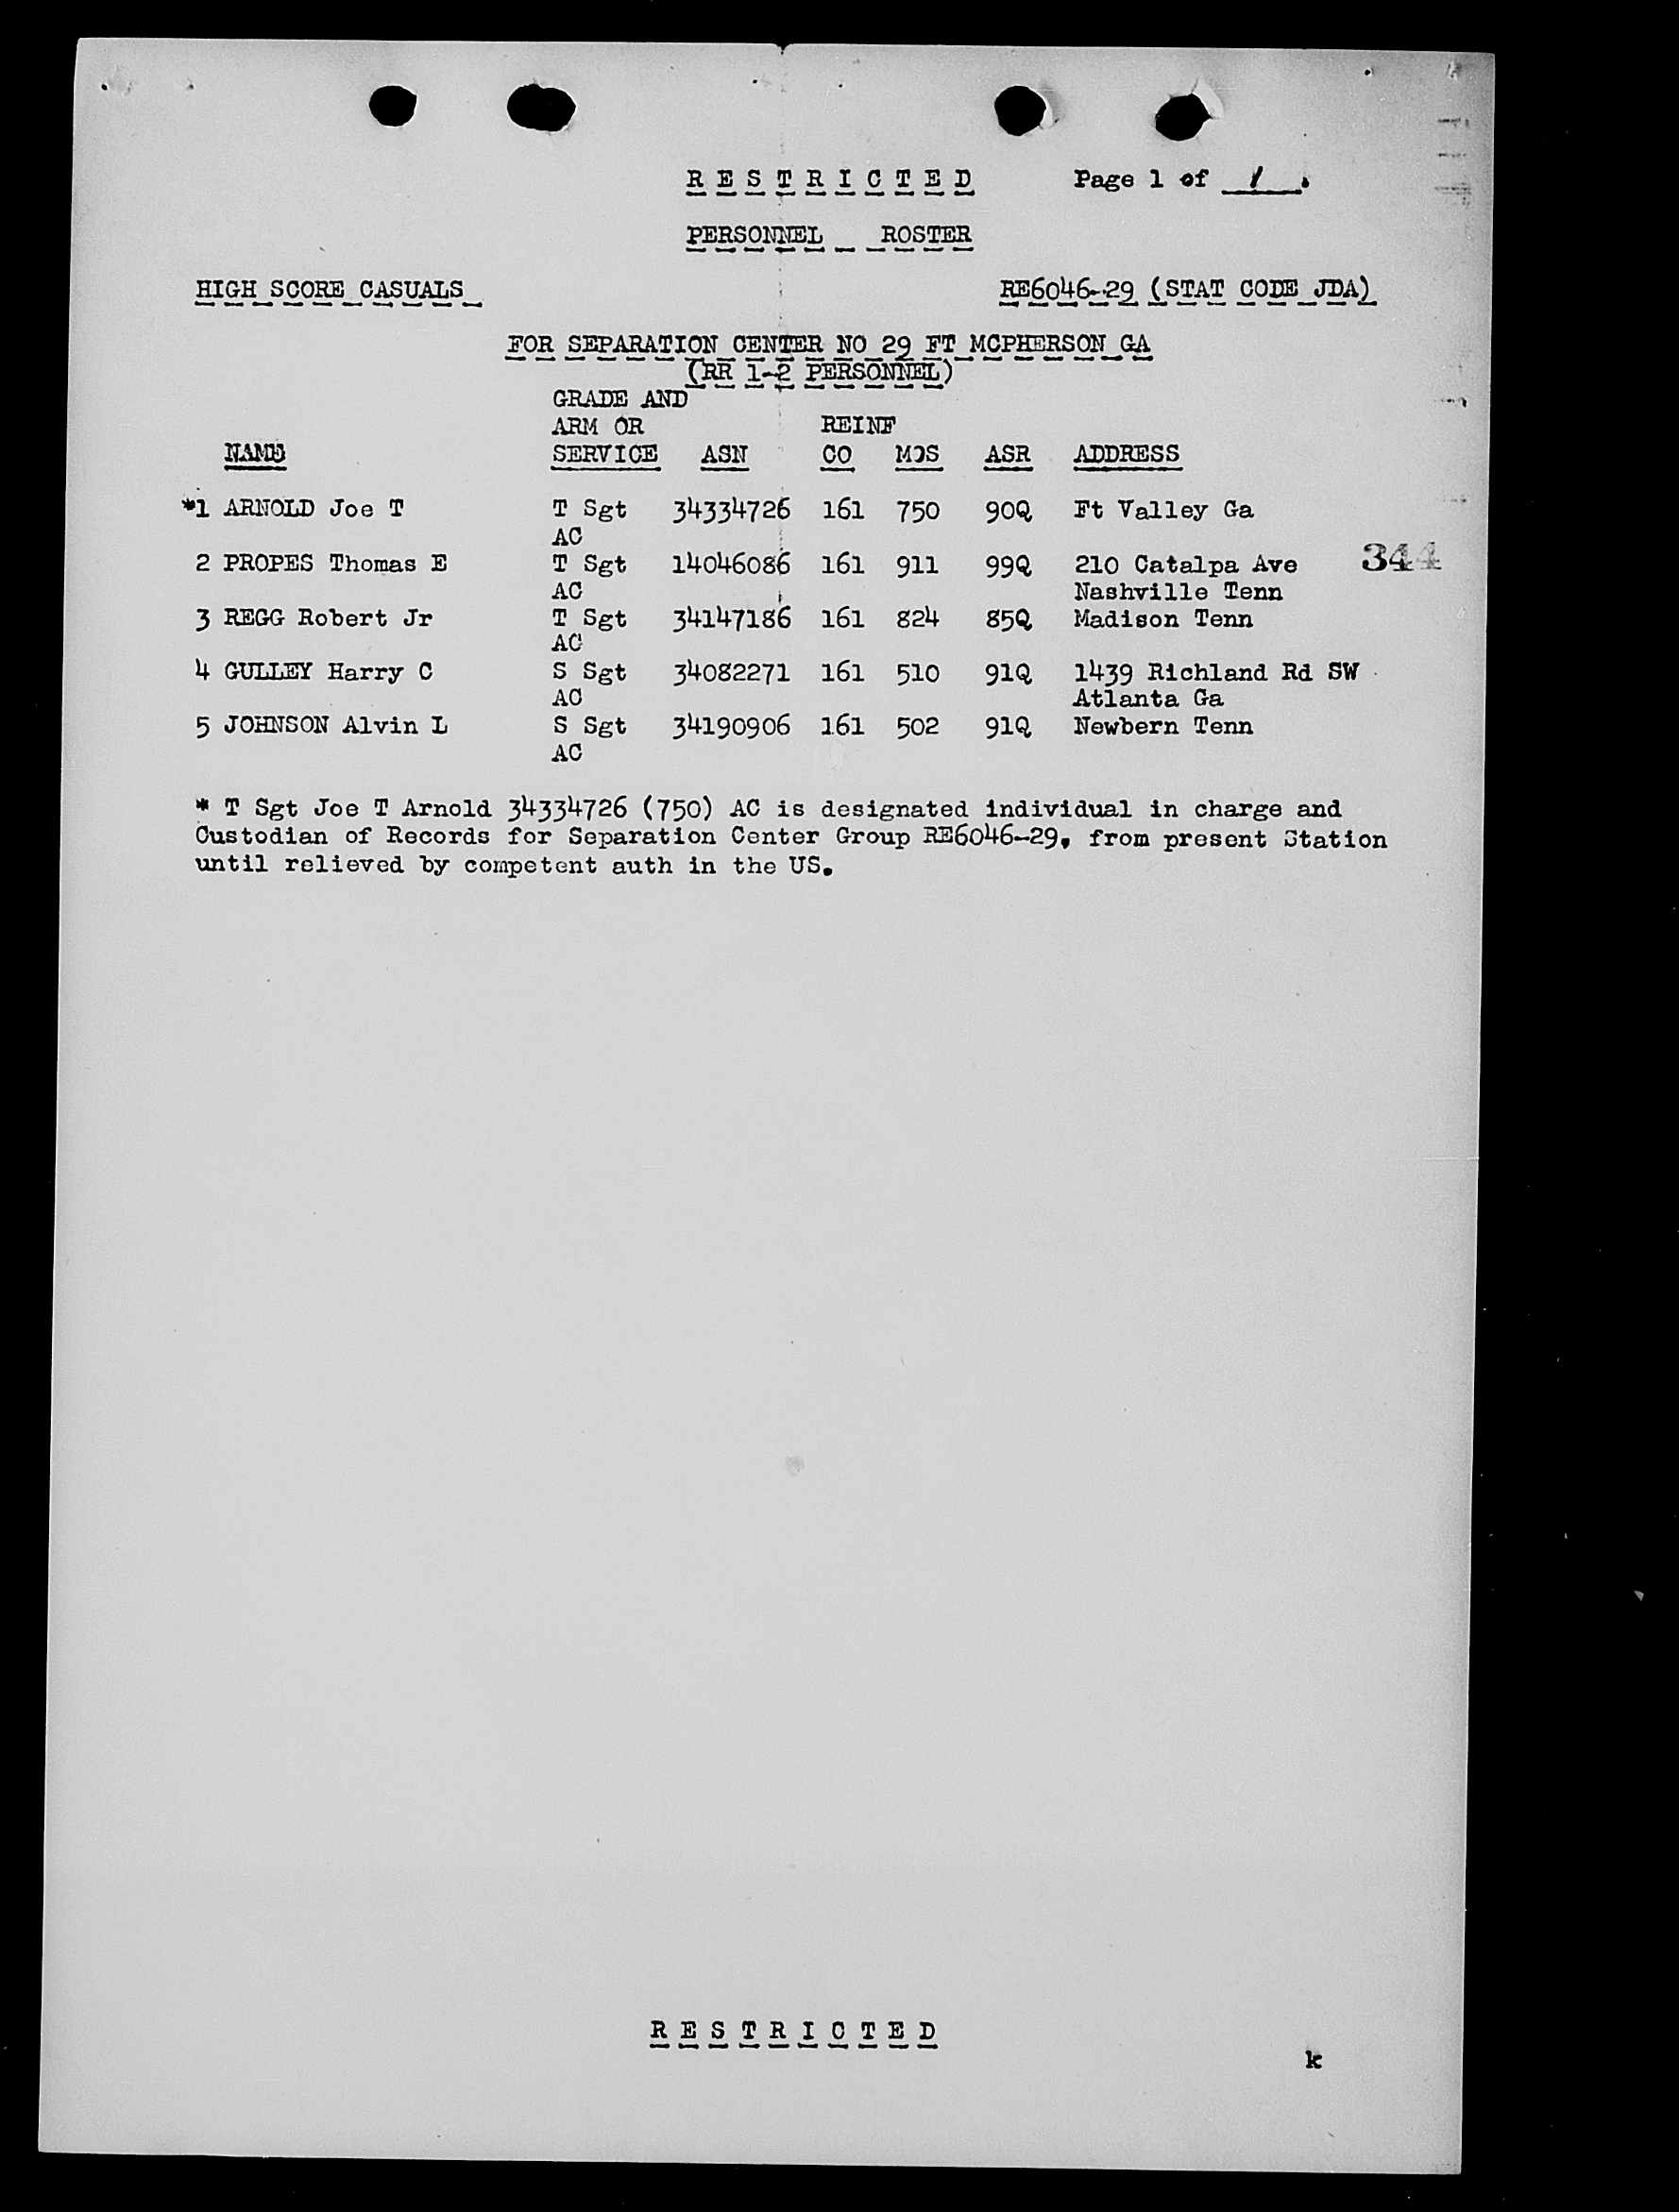 R E S T R I C T E D Page 1 of 1.
PERSONNEL ROSTER
HIGH SCORE CASUALS RE6046-29 (STAT CODE JDA)
FOR SEPARATION CENTER NO 29 FT MCPHERSON GA
(RR 1-2 PERSONNEL)
GRADE AND
ARM OR REINF
NAME SERVICE ASN CO MOS ASR ADDRESS
*1 ARNOLD Joe T T Sgt 34334726 161 750 90Q Ft Valley Ga
AC
2 PROPES Thomas E T Sgt 14046086 161 911 99Q 210 Catalpa Ave 344
AC Nashville Tenn
3 REGG Robert Jr T Sgt 34147186 161 824 85Q Madison Tenn
AC
4 GULLEY Harry C S Sgt 34082271 161 510 91Q 1439 Richland Rd SW
AC Atlanta Ga
5 JOHNSON Alvin L S Sgt 34190906 161 502 91Q Newbern Tenn
AC
* T Sgt Joe T Arnold 34334726 (750) AC is designated individual in charge and
Custodian of Records for Separation Center Group RE6046-29, from present Station
until relieved by competent auth in the US.
R E S T R I C T E D
k